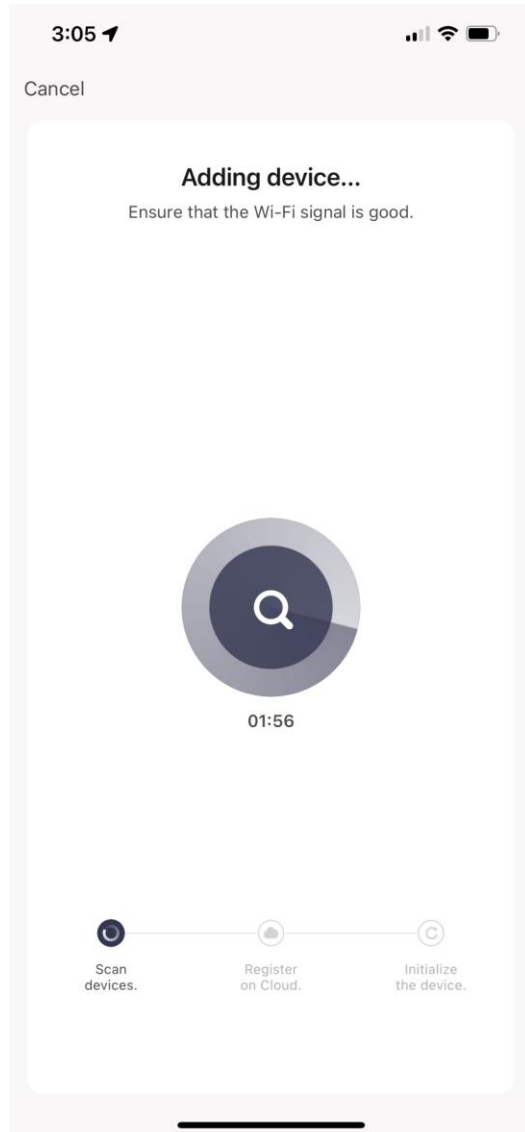 3:05
Cancel
Adding device...
Ensure that the Wi-Fi signal is good.
01:56
Scan
devices.
Register
on Cloud.
Initialize
the device.